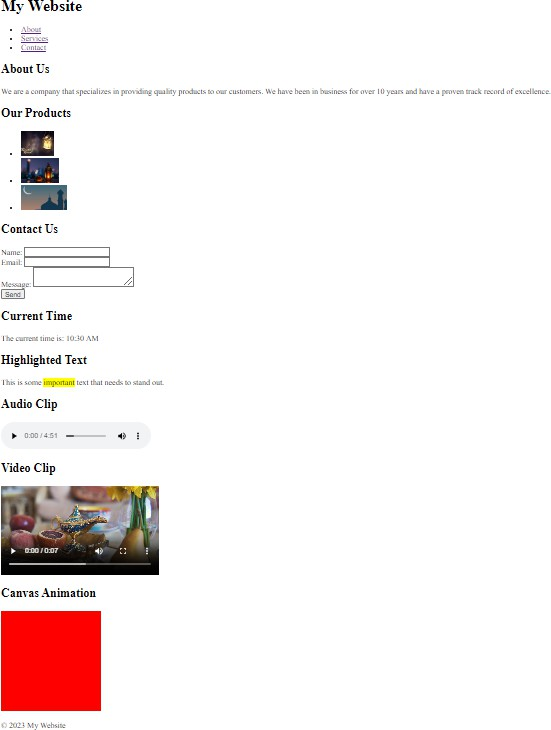 My Website
About
Services
Contact
About Us
We are a company that specializes in providing quality products to our customers. We have been in business for over 10 years and have a proven track record of excellence.
Our Products
Contact Us
Name:
Email:
Message:
Send
Current Time
The current time is: 10:30 AM
Highlighted Text
This is some important text that needs to stand out.
Audio Clip
0:00 / 4:51
Video Clip
0:00 / 0:07
Canvas Animation
© 2023 My Website